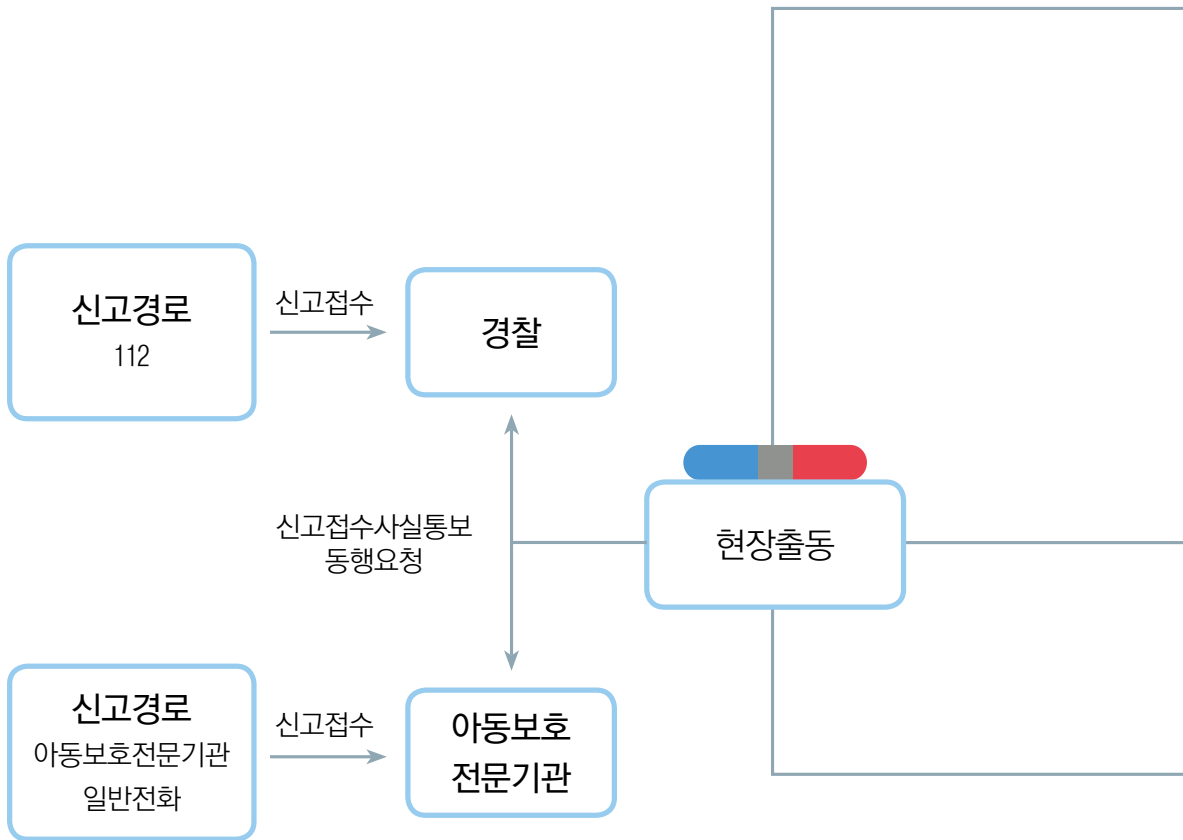 신고경로
112
신고접수
경찰
신고접수사실통보
동행요청
현장출동
신고경로
아동보호전문기관
일반전화
신고접수
아동보호
전문기관